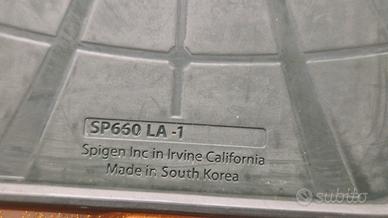 SP660 LA -1
Spigen Inc in Irvine California
Made in South Korea
subito